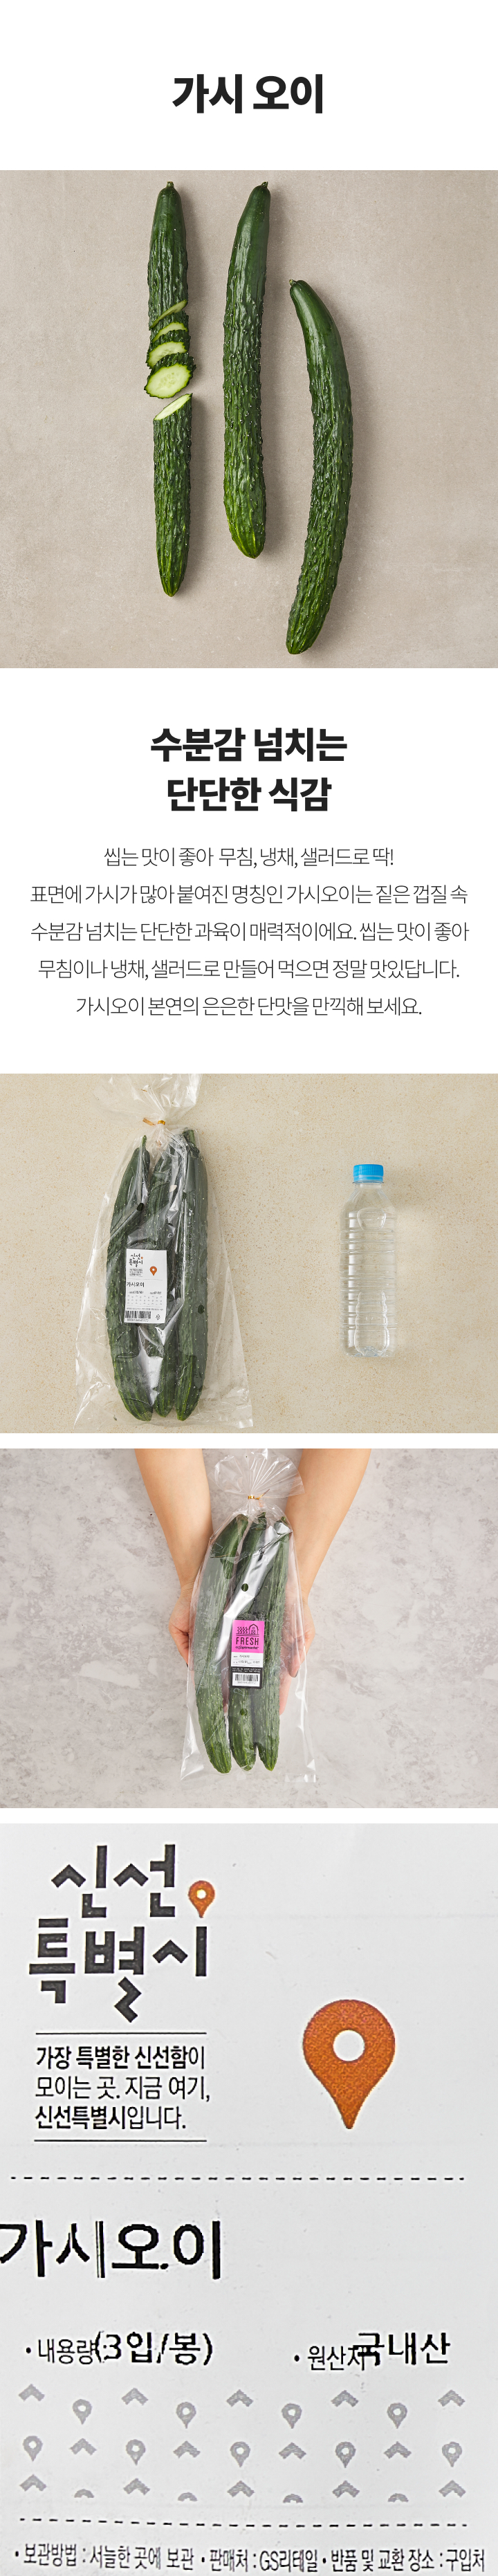 가시 오이
수분감 넘치는
단단한 식감
씹는 맛이 좋아 무침, 냉채, 샐러드로 딱!
표면에 가시가 많아 붙여진 명칭인 가시오이는 짙은 껍질 속
수분감 넘치는 단단한 과육이 매력적이에요. 씹는 맛이 좋아
무침이나 냉채, 샐러드로 만들어 먹으면 정말 맛있답니다.
가시오이 본연의 은은한 단맛을 만끽해 보세요.
신선
특별시
가시오이
FRESH
신선
특별시
가장 특별한 신선함이
모이는 곳. 지금 여기,
신선특별시입니다.
가시오이
• 내용량(3입/봉) • 원산지 국내산
• 보관방법 : 서늘한 곳에 보관 • 판매처 : GS리테일 • 반품 및 교환 장소 : 구입처